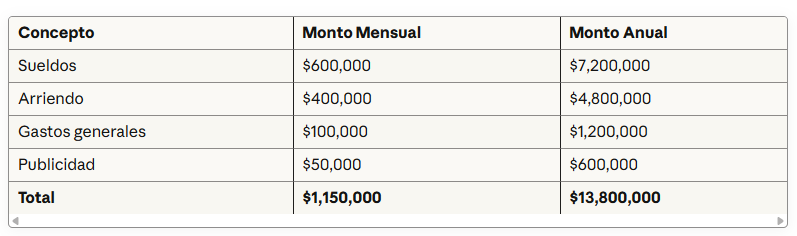 Concepto Monto Mensual Monto Anual
Sueldos $600,000 $7,200,000
Arriendo $400,000 $4,800,000
Gastos generales $100,000 $1,200,000
Publicidad $50,000 $600,000
Total $1,150,000 $13,800,000